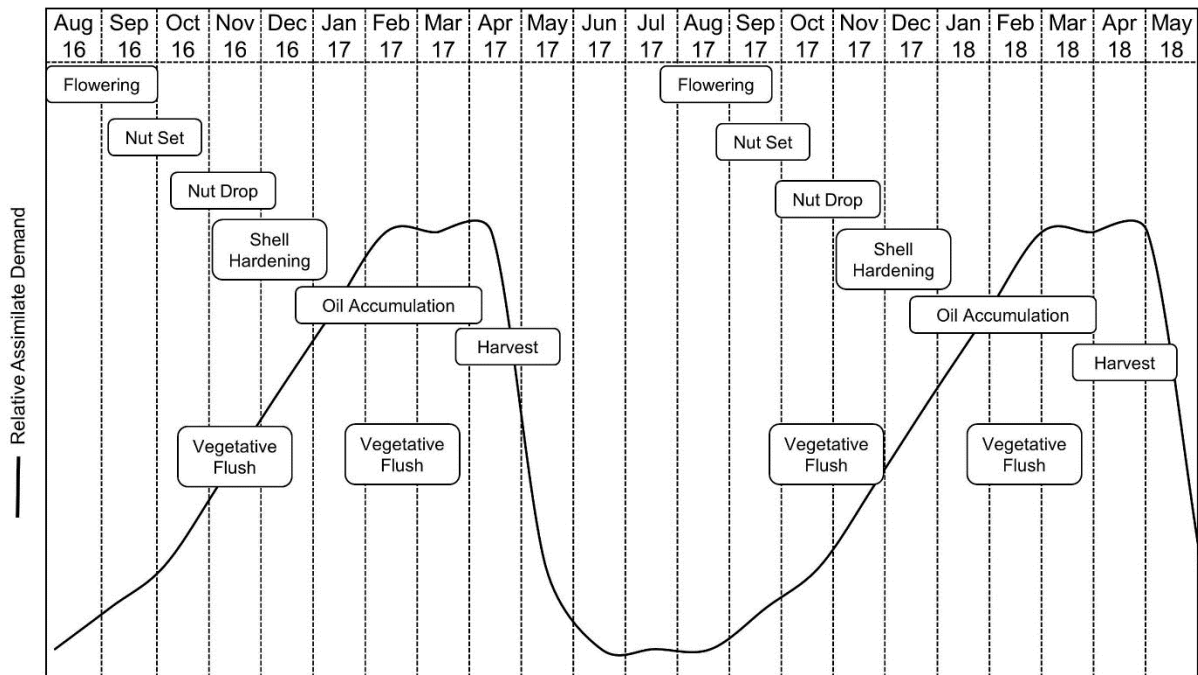 Aug Sep Oct Nov Dec Jan Feb Mar Apr May Jun Jul Aug Sep Oct Nov Dec Jan Feb Mar Apr May
16 16 16 16 16 17 17 17 17 17 17 17 17 17 17 17 17 18 18 18 18 18
Flowering
Flowering
Nut Set
Nut Set
Nut Drop
Nut Drop
Shell
Hardening
Shell
Hardening
Oil Accumulation
Oil Accumulation
Harvest
Harvest
Vegetative
Flush
Vegetative
Flush
Vegetative
Flush
Vegetative
Flush
Relative Assimilate Demand